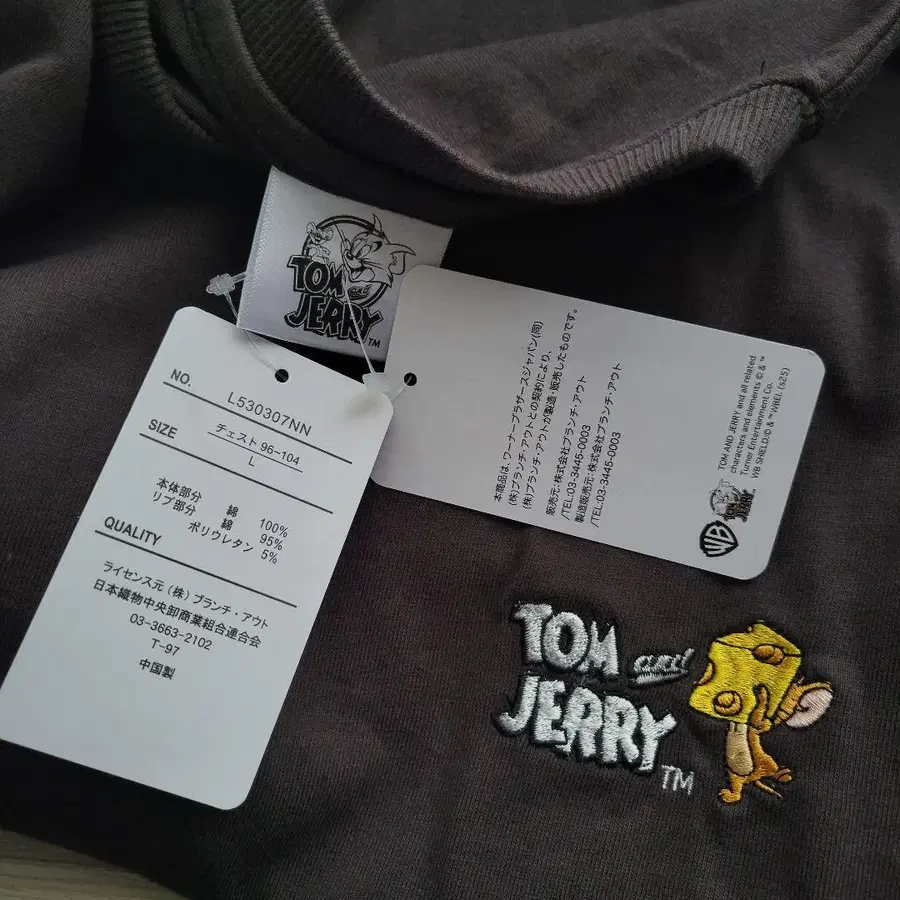 TOM
and
JERRY
TM
NO.
L530307NN
SIZE
チェスト 96-104
L
本体部分 綿 100%
リブ部分 綿 95%
ポリウレタン 5%
QUALITY
ライセンス元 (株) ブランチ・アウト
日本織物中央卸商業組合連合会
03-3663-2102
T-97
中国製
本商品は、ワーナーブラザースジャパン(同)
(株)ブランチ・アウトとの契約により、
(株)ブランチ・アウトが製造・販売したものです。
販売元:株式会社ブランチ・アウト
/TEL:03-3445-0003
製造販売元:株式会社ブランチ・アウト
/TEL:03-3445-0003
TOM AND JERRY and all related
characters and elements © & ™
Turner Entertainment Co.
WB SHIELD:© & ™ WBEI. (s25)
WB
TOM
and
JERRY
TOM and
JERRY
TM